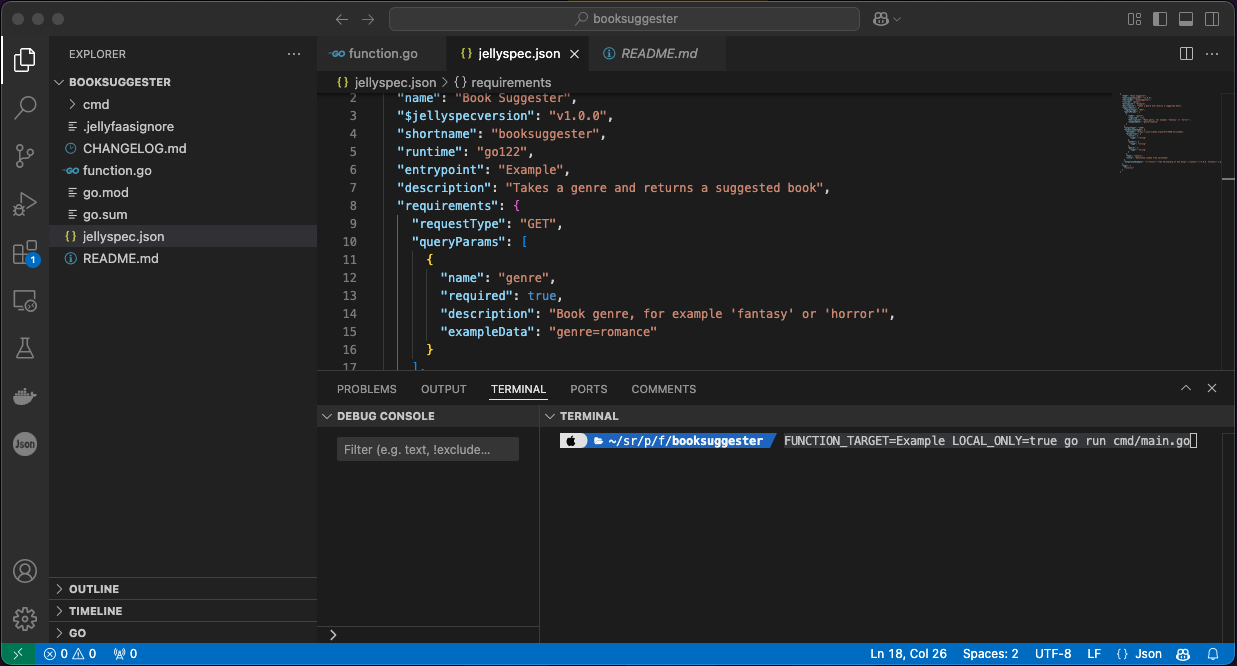 booksuggester
EXPLORER
BOOKSUGGESTER
cmd
.jellyfaasignore
CHANGELOG.md
GO function.go
go.mod
go.sum
{} jellyspec.json
README.md
OUTLINE
TIMELINE
GO
1
Json
GO function.go
{} jellyspec.json
README.md
{} jellyspec.json > {} requirements
2 "name": "Book Suggester",
3 "$jellyspecversion": "v1.0.0",
4 "shortname": "booksuggester",
5 "runtime": "go122",
6 "entrypoint": "Example",
7 "description": "Takes a genre and returns a suggested book",
8 "requirements": {
9 "requestType": "GET",
10 "queryParams": [
11 {
12 "name": "genre",
13 "required": true,
14 "description": "Book genre, for example 'fantasy' or 'horror'",
15 "exampleData": "genre=romance"
16 }
17 ],
PROBLEMS OUTPUT TERMINAL PORTS COMMENTS
DEBUG CONSOLE
Filter (e.g. text, !exclude...
TERMINAL
~/sr/p/f/booksuggester FUNCTION_TARGET=Example LOCAL_ONLY=true go run cmd/main.go
0 0 0
Ln 18, Col 26 Spaces: 2 UTF-8 LF {} Json